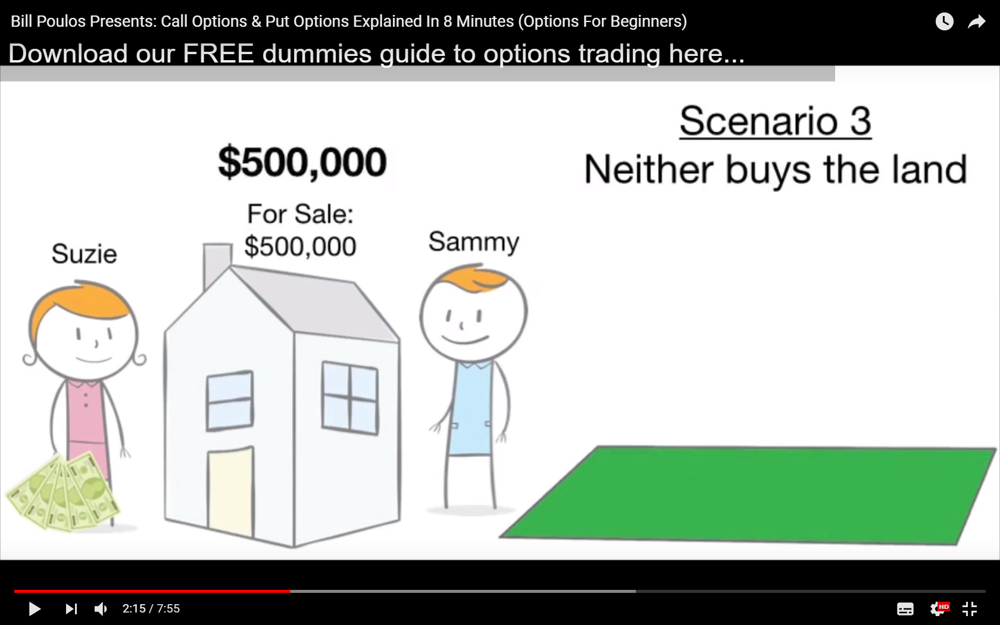 Bill Poulos Presents: Call Options & Put Options Explained In 8 Minutes (Options For Beginners)
Download our FREE dummies guide to options trading here...
Scenario 3
Neither buys the land
$500,000
For Sale:
$500,000
Suzie
Sammy
2:15 / 7:55
HD